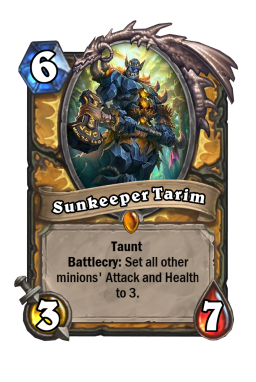 6
Sunkeeper Tarim
Taunt
Battlecry: Set all other
minions' Attack and Health
to 3.
3
7